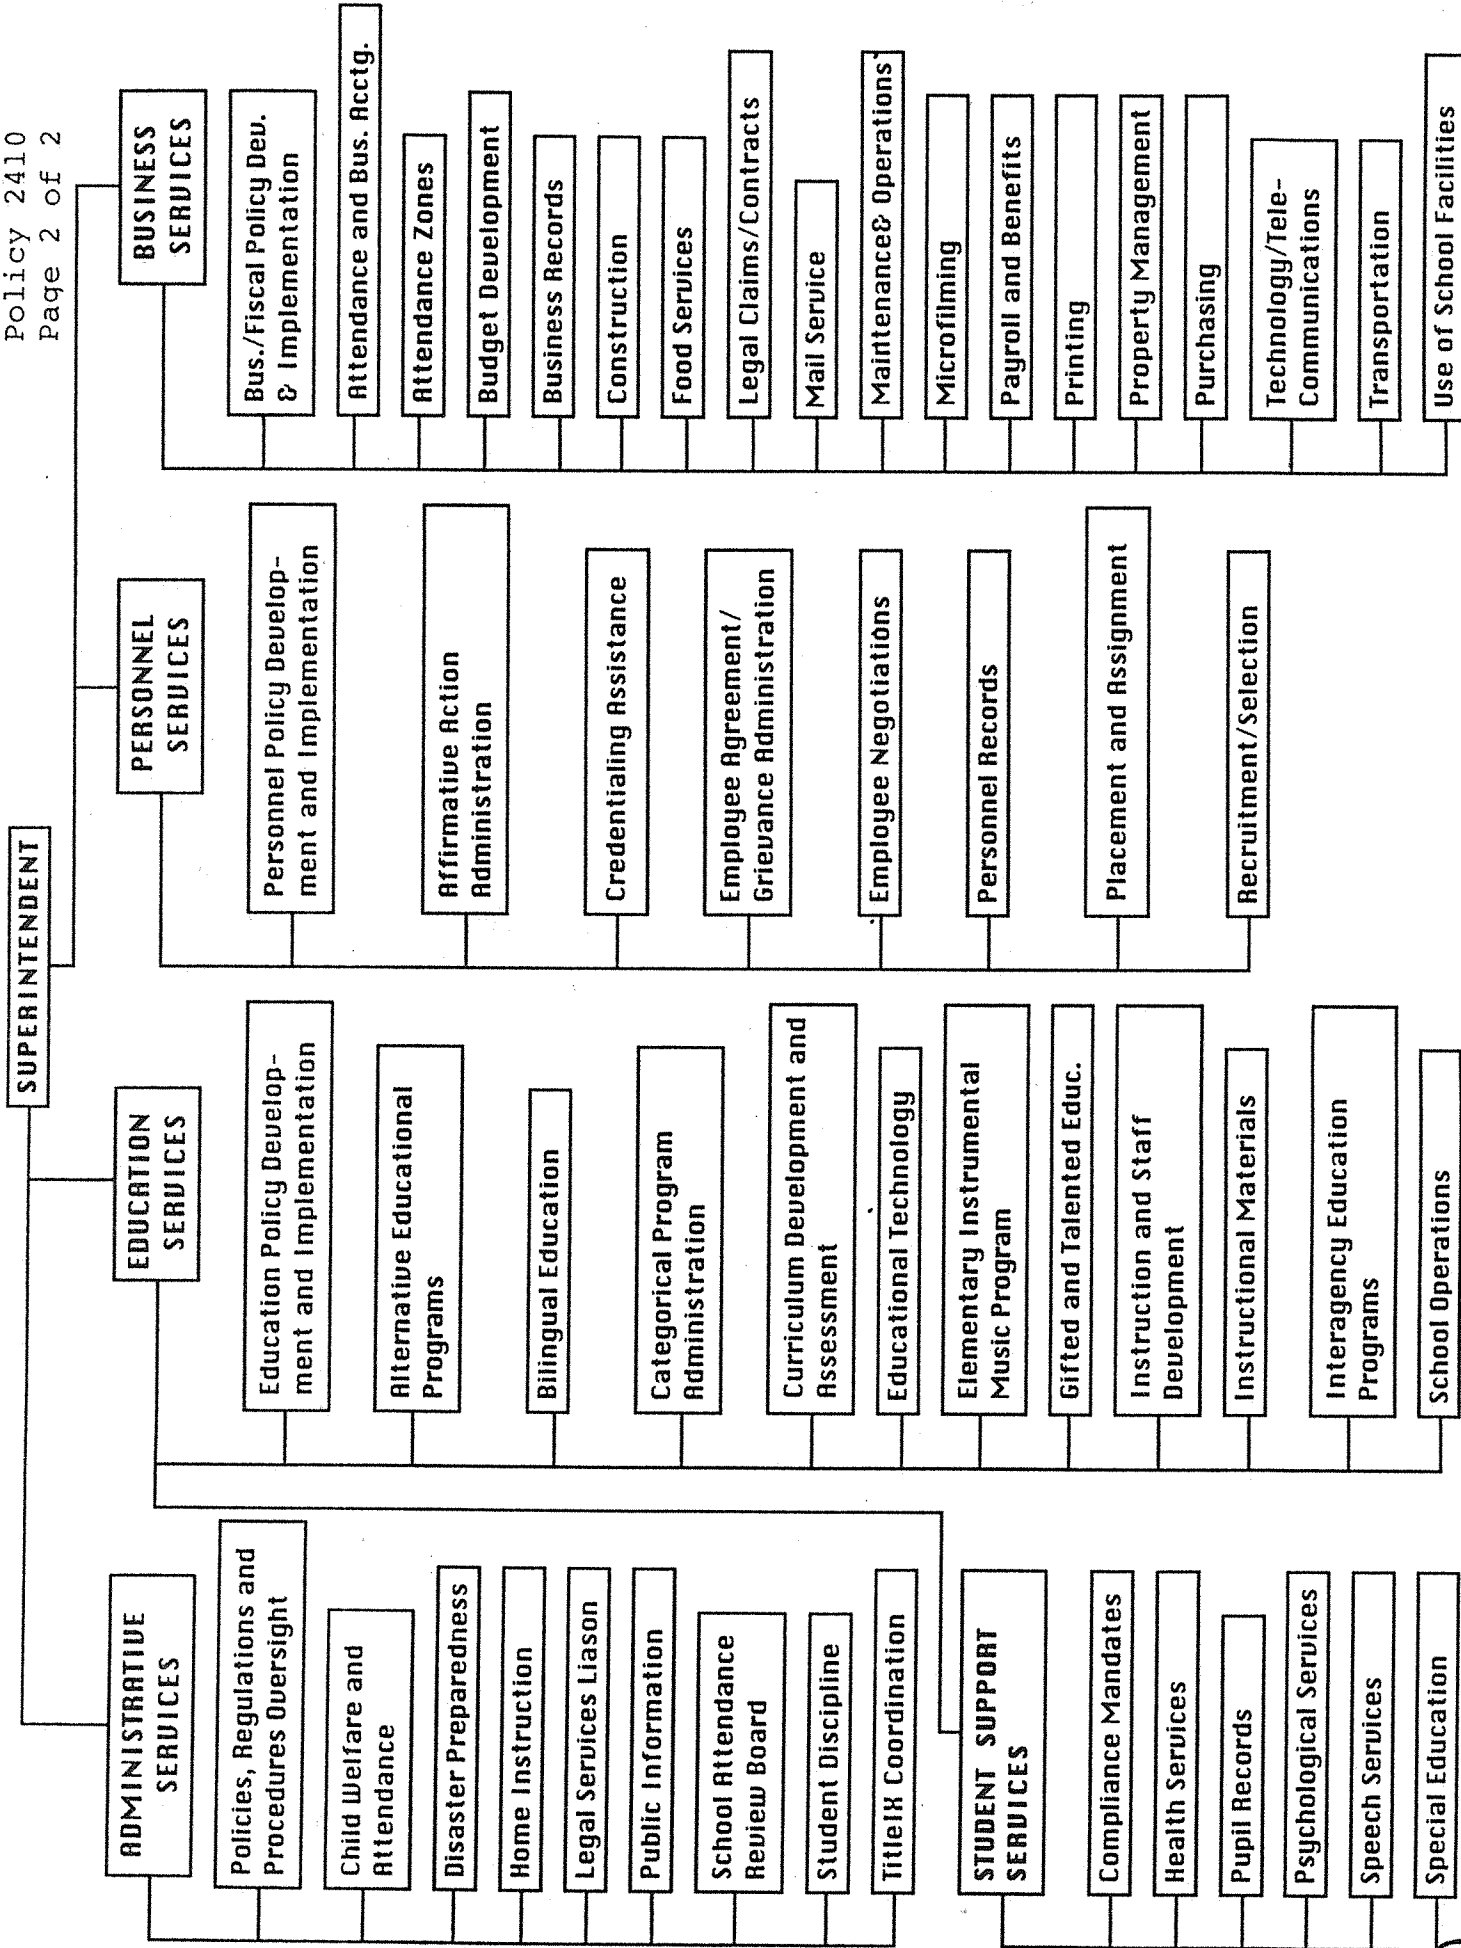 Policy 2410
Page 2 of 2
SUPERINTENDENT
ADMINISTRATIVE
SERVICES
Policies, Regulations and
Procedures Oversight
Child Welfare and
Attendance
Disaster Preparedness
Home Instruction
Legal Services Liason
Public Information
School Attendance
Review Board
Student Discipline
TitleIX Coordination
STUDENT SUPPORT
SERVICES
Compliance Mandates
Health Services
Pupil Records
Psychological Services
Speech Services
Special Education
EDUCATION
SERVICES
Education Policy Develop-
ment and Implementation
Alternative Educational
Programs
Bilingual Education
Categorical Program
Administration
Curriculum Development and
Assessment
Educational Technology
Elementary Instrumental
Music Program
Gifted and Talented Educ.
Instruction and Staff
Development
Instructional Materials
Interagency Education
Programs
School Operations
PERSONNEL
SERVICES
Personnel Policy Develop-
ment and Implementation
Affirmative Action
Administration
Credentialing Assistance
Employee Agreement/
Grievance Administration
Employee Negotiations
Personnel Records
Placement and Assignment
Recruitment/Selection
BUSINESS
SERVICES
Bus./Fiscal Policy Dev.
& Implementation
Attendance and Bus. Acctg.
Attendance Zones
Budget Development
Business Records
Construction
Food Services
Legal Claims/Contracts
Mail Service
Maintenance& Operations
Microfilming
Payroll and Benefits
Printing
Property Management
Purchasing
Technology/Tele-
Communications
Transportation
Use of School Facilities